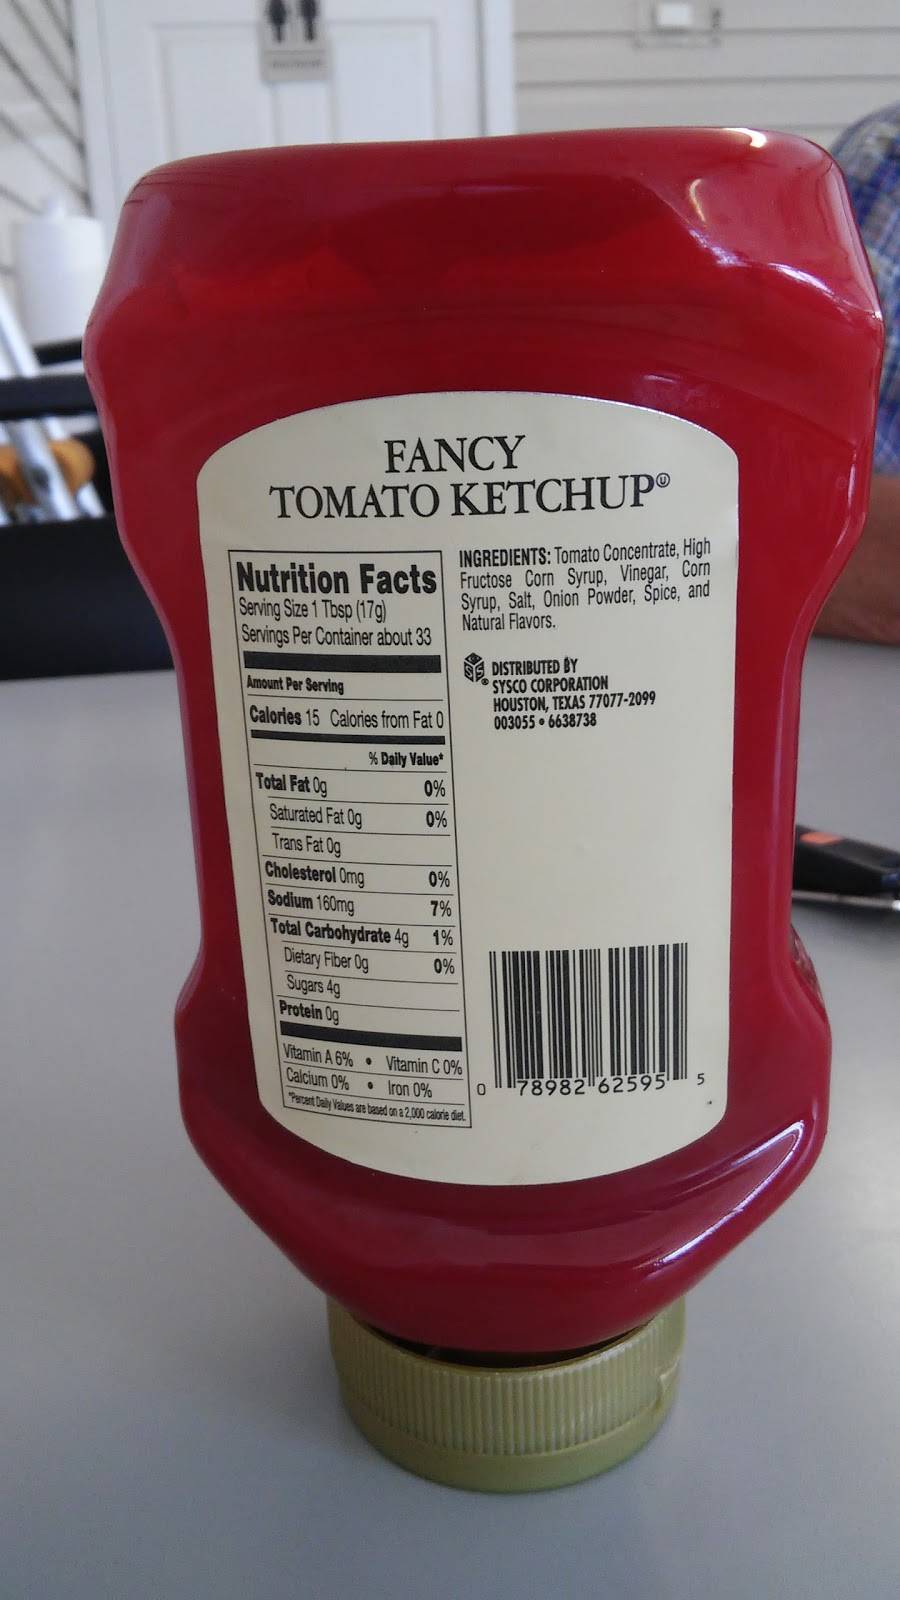 FANCY
TOMATO KETCHUP®
Nutrition Facts
Serving Size 1 Tbsp (17g)
Servings Per Container about 33
Amount Per Serving
Calories 15 Calories from Fat 0
% Daily Value*
Total Fat 0g 0%
Saturated Fat 0g 0%
Trans Fat 0g
Cholesterol 0mg 0%
Sodium 160mg 7%
Total Carbohydrate 4g 1%
Dietary Fiber 0g 0%
Sugars 4g
Protein 0g
Vitamin A 6% • Vitamin C 0%
Calcium 0% • Iron 0%
*Percent Daily Values are based on a 2,000 calorie diet.
INGREDIENTS: Tomato Concentrate, High
Fructose Corn Syrup, Vinegar, Corn
Syrup, Salt, Onion Powder, Spice, and
Natural Flavors.
DISTRIBUTED BY
SYSCO CORPORATION
HOUSTON, TEXAS 77077-2099
003055 • 6638738
0 78982 62595 5